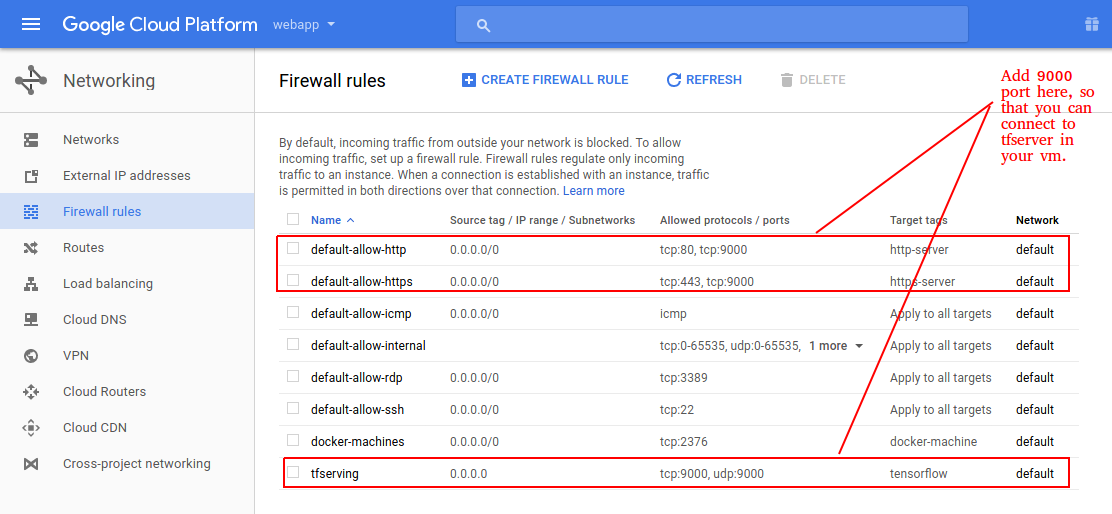 Google Cloud Platform webapp
Networking
Networks
External IP addresses
Firewall rules
Routes
Load balancing
Cloud DNS
VPN
Cloud Routers
Cloud CDN
Cross-project networking
Firewall rules CREATE FIREWALL RULE REFRESH DELETE
Add 9000
port here, so
that you can
connect to
tfserver in
your vm.
By default, incoming traffic from outside your network is blocked. To allow
incoming traffic, set up a firewall rule. Firewall rules regulate only incoming
traffic to an instance. When a connection is established with an instance, traffic
is permitted in both directions over that connection. Learn more
Name Source tag / IP range / Subnetworks Allowed protocols / ports Target tags Network
default-allow-http 0.0.0.0/0 tcp:80, tcp:9000 http-server default
default-allow-https 0.0.0.0/0 tcp:443, tcp:9000 https-server default
default-allow-icmp 0.0.0.0/0 icmp Apply to all targets default
default-allow-internal tcp:0-65535, udp:0-65535, 1 more Apply to all targets default
default-allow-rdp 0.0.0.0/0 tcp:3389 Apply to all targets default
default-allow-ssh 0.0.0.0/0 tcp:22 Apply to all targets default
docker-machines 0.0.0.0/0 tcp:2376 docker-machine default
tfserving 0.0.0.0 tcp:9000, udp:9000 tensorflow default